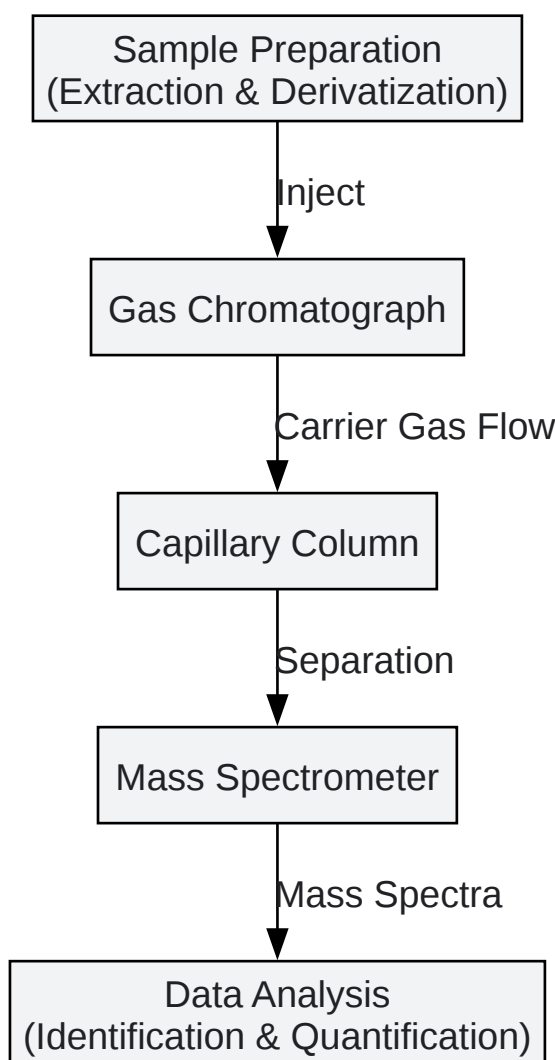 Sample Preparation
(Extraction & Derivatization)
Inject
Gas Chromatograph
Carrier Gas Flow
Capillary Column
Separation
Mass Spectrometer
Mass Spectra
Data Analysis
(Identification & Quantification)